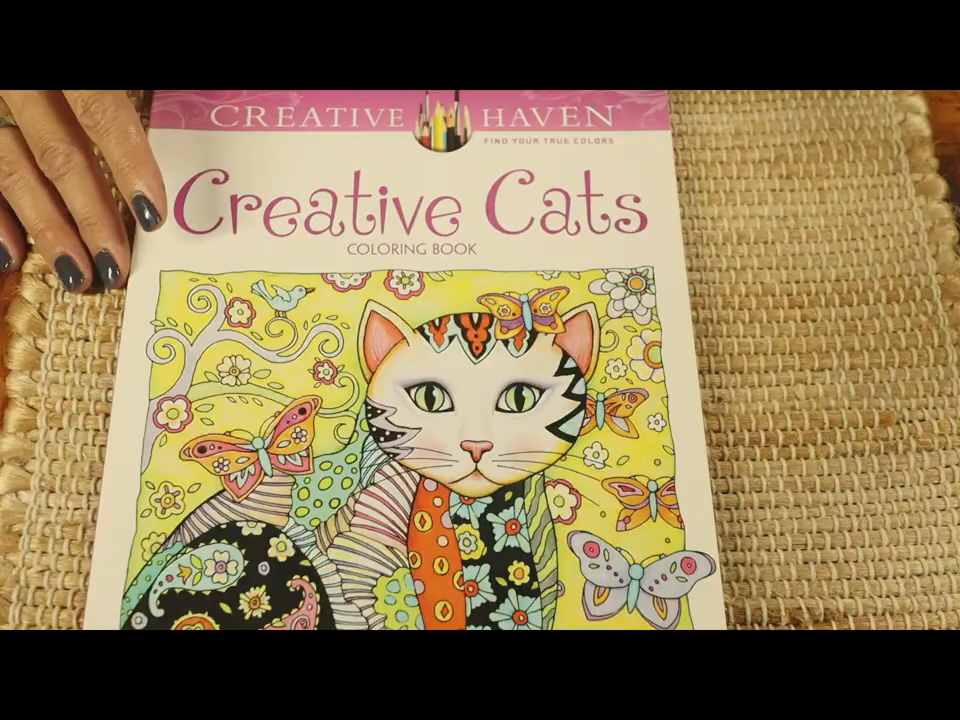 CREATIVE HAVEN®
FIND YOUR TRUE COLORS
Creative Cats
COLORING BOOK